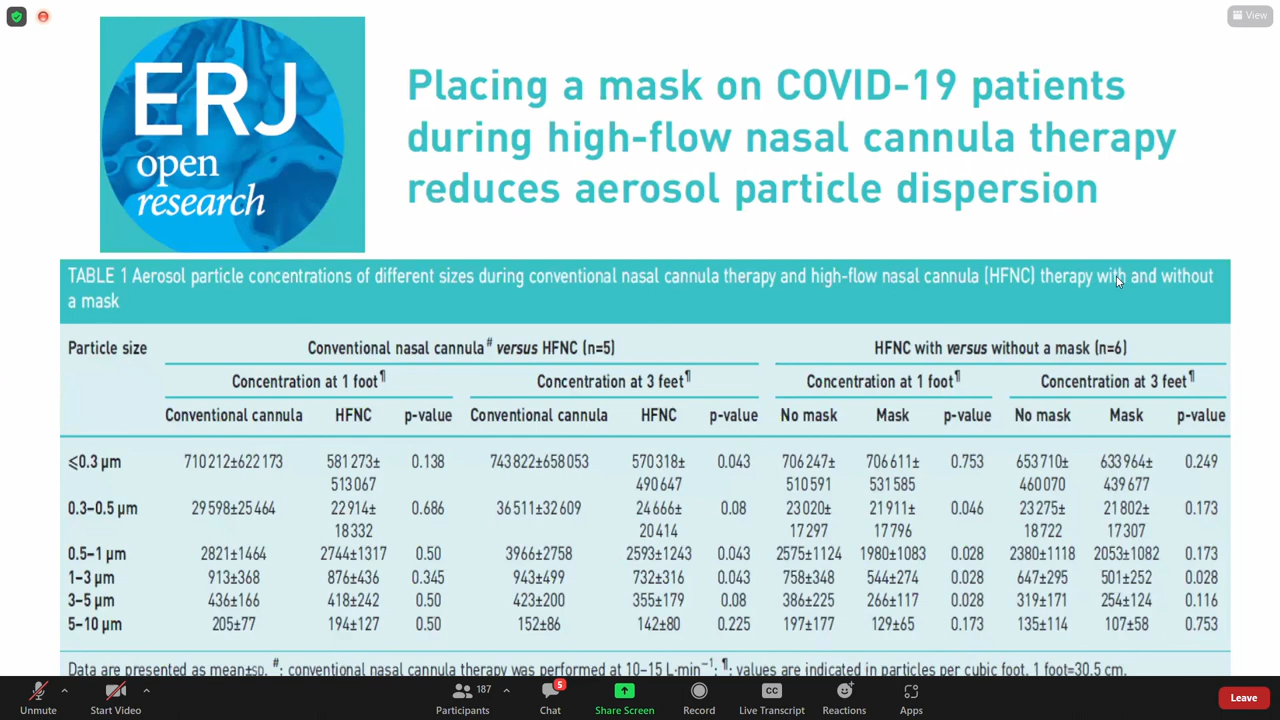 View
ERJ
open
research
Placing a mask on COVID-19 patients
during high-flow nasal cannula therapy
reduces aerosol particle dispersion
TABLE 1 Aerosol particle concentrations of different sizes during conventional nasal cannula therapy and high-flow nasal cannula (HFNC) therapy with and without
a mask
Particle size Conventional nasal cannula# versus HFNC (n=5) HFNC with versus without a mask (n=6)
Concentration at 1 foot¶ Concentration at 3 feet¶ Concentration at 1 foot¶ Concentration at 3 feet¶
Conventional cannula HFNC p-value Conventional cannula HFNC p-value No mask Mask p-value No mask Mask p-value
⩽0.3 µm 710212±622173 581273± 0.138 743822±658053 570318± 0.043 706247± 706611± 0.753 653710± 633964± 0.249
513067 490647 510591 531585 460070 439677
0.3–0.5 µm 29598±25464 22914± 0.686 36511±32609 24666± 0.08 23020± 21911± 0.046 23275± 21802± 0.173
18332 20414 17297 17796 18722 17307
0.5–1 µm 2821±1464 2744±1317 0.50 3966±2758 2593±1243 0.043 2575±1124 1980±1083 0.028 2380±1118 2053±1082 0.173
1–3 µm 913±368 876±436 0.345 943±499 732±316 0.043 758±348 544±274 0.028 647±295 501±252 0.028
3–5 µm 436±166 418±242 0.50 423±200 355±179 0.08 386±225 266±117 0.028 319±171 254±124 0.116
5–10 µm 205±77 194±127 0.50 152±86 142±80 0.225 197±177 129±65 0.173 135±114 107±58 0.753
Data are presented as mean±SD. #: conventional nasal cannula therapy was performed at 10–15 L·min−1; ¶: values are indicated in particles per cubic foot. 1 foot=30.5 cm.
187 5 CC
Unmute Start Video Participants Chat Share Screen Record Live Transcript Reactions Apps Leave